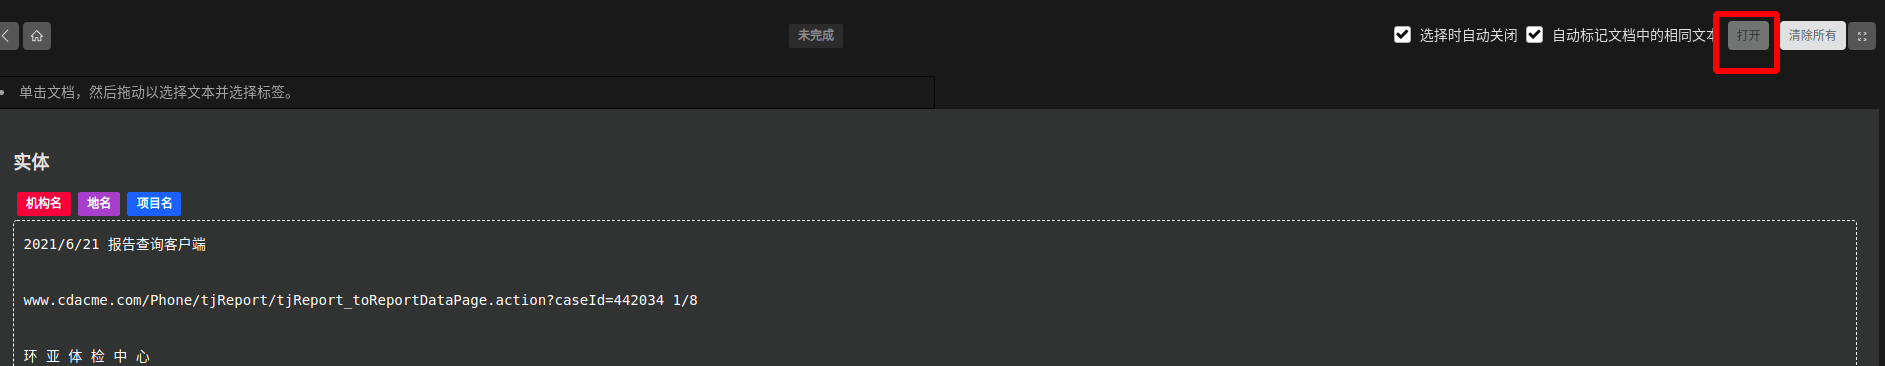 未完成
选择时自动关闭 自动标记文档中的相同文本 打开 清除所有
单击文档，然后拖动以选择文本并选择标签。
实体
机构名 地名 项目名
2021/6/21 报告查询客户端
www.cdacme.com/Phone/tjReport/tjReport_toReportDataPage.action?caseId=442034 1/8
环 亚 体 检 中 心